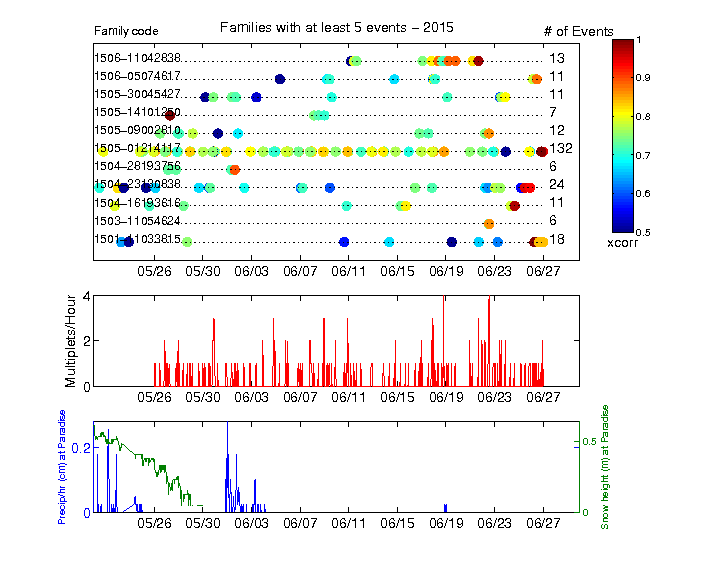 Families with at least 5 events – 2015
Family code
# of Events
1506–11042838 13
1506–05074617 11
1505–30045427 11
1505–14101250 7
1505–09002810 12
1505–01214117 132
1504–28193756 6
1504–23130838 24
1504–16193616 11
1503–11054624 6
1501–11033815 18
05/26 05/30 06/03 06/07 06/11 06/15 06/19 06/23 06/27
1
0.9
0.8
0.7
0.6
0.5
xcorr
Multiplets/Hour
4
2
0
05/26 05/30 06/03 06/07 06/11 06/15 06/19 06/23 06/27
Precip/hr (cm) at Paradise
0.2
0
0.5
0
Snow height (m) at Paradise
05/26 05/30 06/03 06/07 06/11 06/15 06/19 06/23 06/27